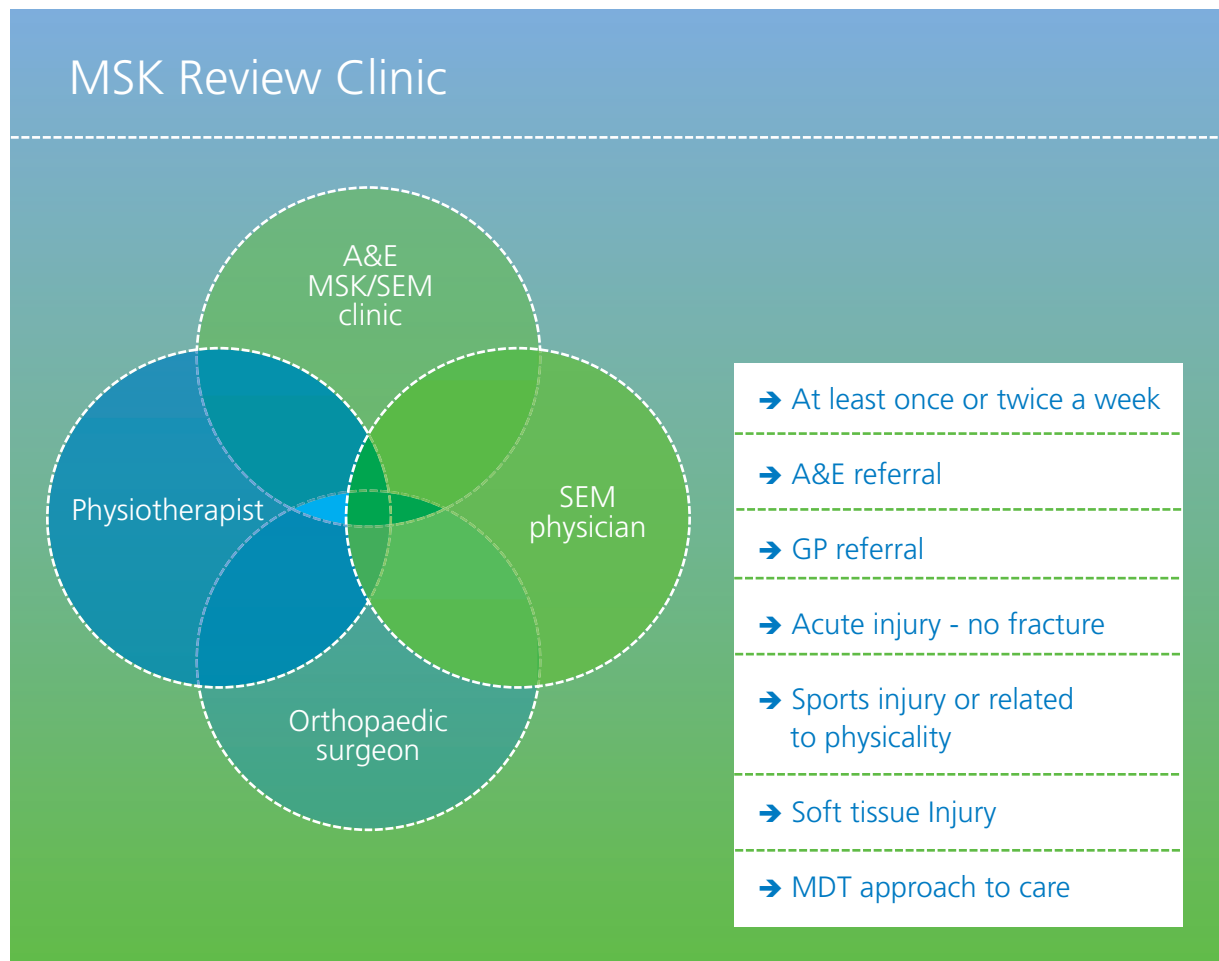 MSK Review Clinic
A&E
MSK/SEM
clinic
Physiotherapist
SEM
physician
Orthopaedic
surgeon
➔ At least once or twice a week
➔ A&E referral
➔ GP referral
➔ Acute injury - no fracture
➔ Sports injury or related
to physicality
➔ Soft tissue Injury
➔ MDT approach to care